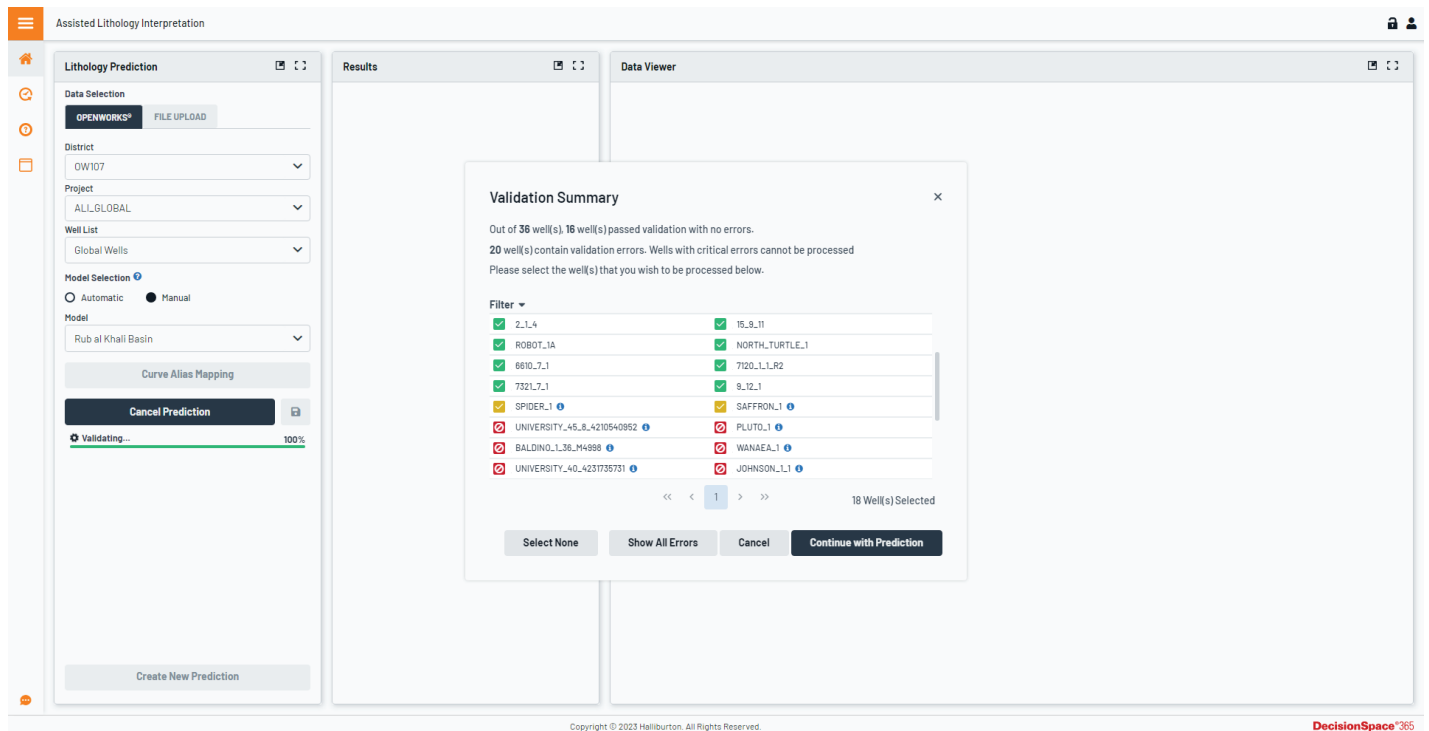 Assisted Lithology Interpretation
Lithology Prediction
Data Selection
OPENWORKS®
FILE UPLOAD
District
OW107
Project
ALI_GLOBAL
Well List
Global Wells
Model Selection
Automatic
Manual
Model
Rub al Khali Basin
Curve Alias Mapping
Cancel Prediction
Validating...
100%
Create New Prediction
Results
Data Viewer
Validation Summary
Out of 36 well(s), 16 well(s) passed validation with no errors.
20 well(s) contain validation errors. Wells with critical errors cannot be processed
Please select the well(s) that you wish to be processed below.
Filter
2_1_4
15_9_11
ROBOT_1A
NORTH_TURTLE_1
6610_7_1
7120_1_1_R2
7321_7_1
9_12_1
SPIDER_1
SAFFRON_1
UNIVERSITY_45_8_4210540952
PLUTO_1
BALDINO_1_36_M4998
WANAEA_1
UNIVERSITY_40_4231735731
JOHNSON_1_1
1
18 Well(s) Selected
Select None
Show All Errors
Cancel
Continue with Prediction
Copyright © 2023 Halliburton. All Rights Reserved.
DecisionSpace®365